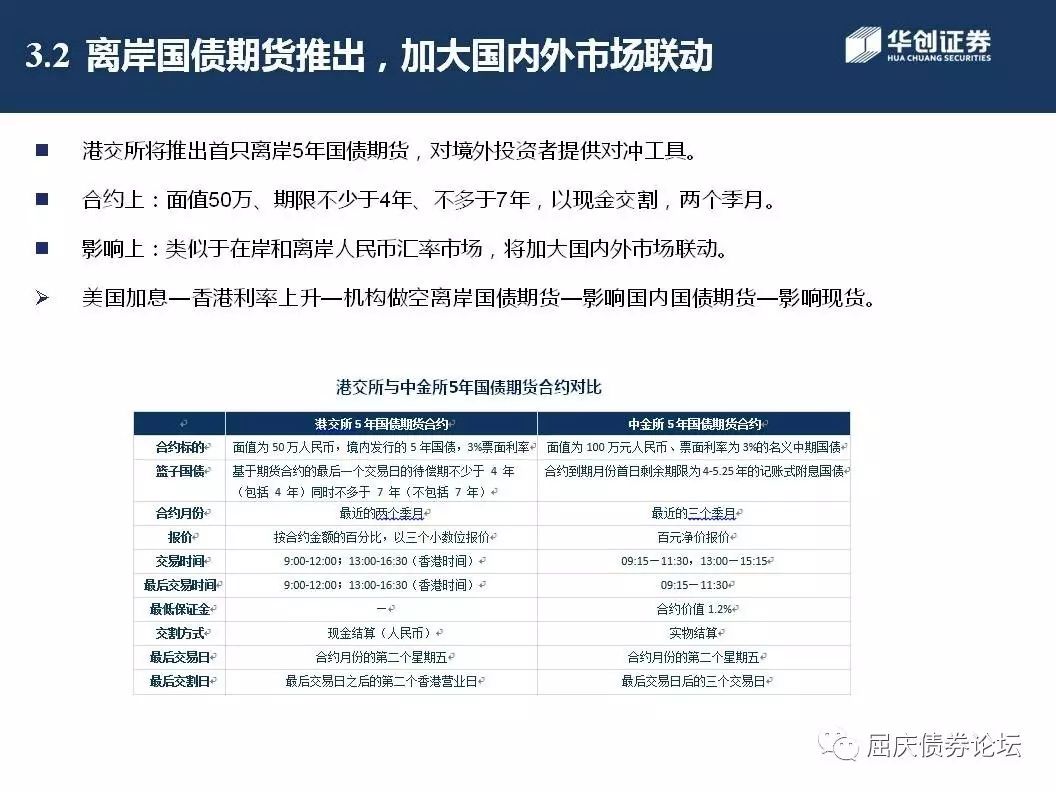 3.2 离岸国债期货推出，加大国内外市场联动
华创证券
HUA CHUANG SECURITIES
港交所将推出首只离岸5年国债期货，对境外投资者提供对冲工具。
合约上：面值50万、期限不少于4年、不多于7年，以现金交割，两个季月。
影响上：类似于在岸和离岸人民币汇率市场，将加大国内外市场联动。
美国加息—香港利率上升—机构做空离岸国债期货—影响国内国债期货—影响现货。
港交所与中金所5年国债期货合约对比
港交所 5 年国债期货合约 中金所 5 年国债期货合约
合约标的 面值为 50 万人民币，境内发行的 5 年国债，3%票面利率 面值为 100 万元人民币、票面利率为 3%的名义中期国债
篮子国债 基于期货合约的最后一个交易日的待偿期不少于 4 年 合约到期月份首日剩余期限为 4-5.25 年的记账式附息国债
（包括 4 年）同时不多于 7 年（不包括 7 年）
合约月份 最近的两个季月 最近的三个季月
报价 按合约金额的百分比，以三个小数位报价 百元净价报价
交易时间 9:00-12:00；13:00-16:30（香港时间） 09:15－11:30，13:00－15:15
最后交易时间 9:00-12:00；13:00-16:30（香港时间） 09:15－11:30
最低保证金 — 合约价值 1.2%
交割方式 现金结算（人民币） 实物结算
最后交易日 合约月份的第二个星期五 合约月份的第二个星期五
最后交割日 最后交易日之后的第二个香港营业日 最后交易日后的三个交易日
屈庆债券论坛